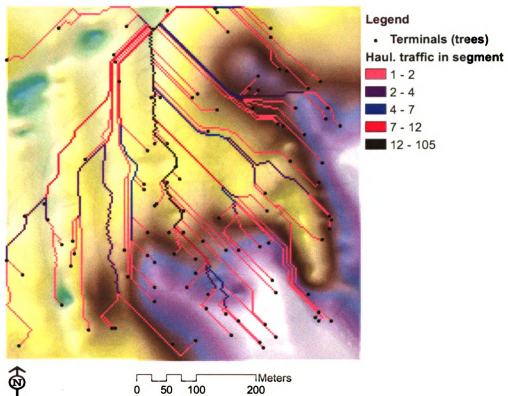 Legend
Terminals (trees)
Haul. traffic in segment
1 - 2
2 - 4
4 - 7
7 - 12
12 - 105
N
Meters
0 50 100 200